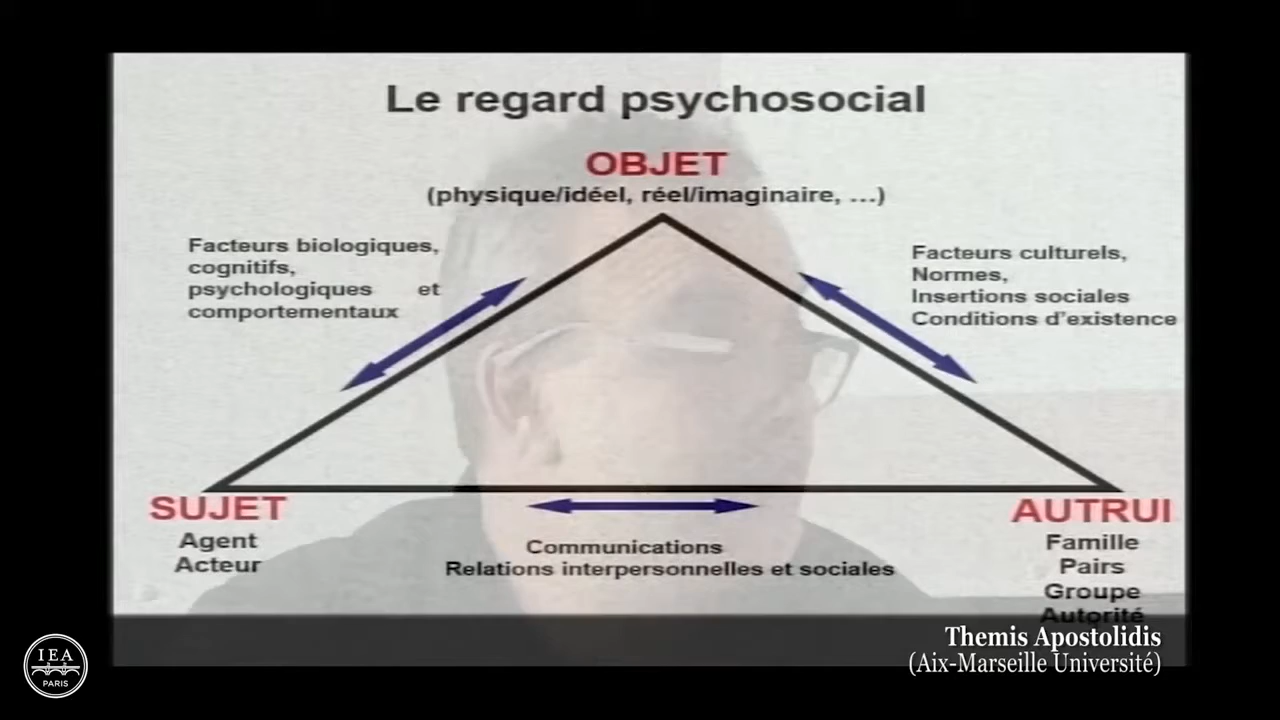 Le regard psychosocial
OBJET
(physique/idéel, réel/imaginaire, ...)
Facteurs biologiques,
cognitifs,
psychologiques et
comportementaux
Facteurs culturels,
Normes,
Insertions sociales
Conditions d'existence
SUJET
Agent
Acteur
Communications
Relations interpersonnelles et sociales
AUTRUI
Famille
Pairs
Groupe
Autorité
Themis Apostolidis
(Aix-Marseille Université)
IEA
PARIS